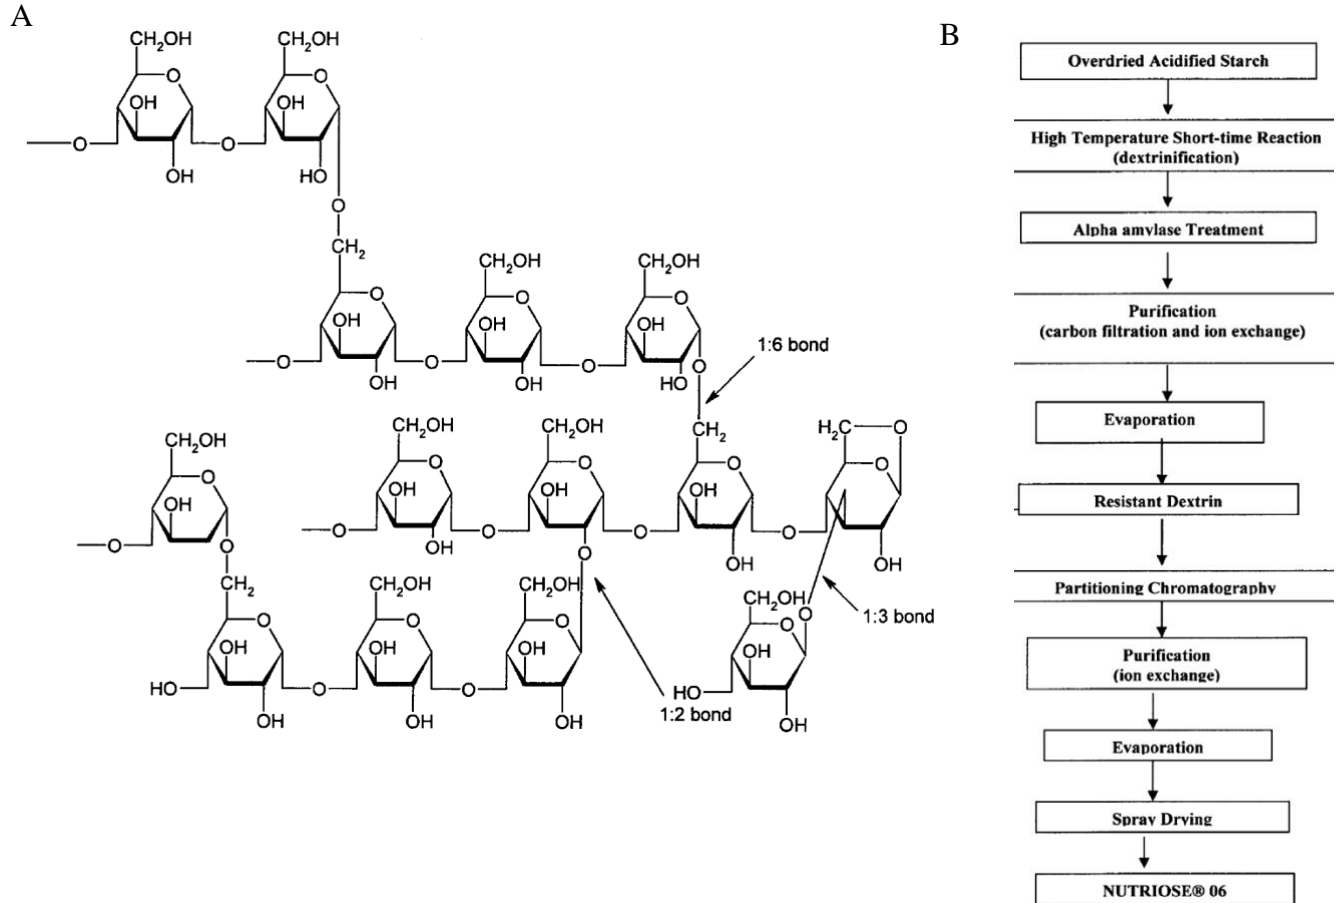 A
CH₂OH CH₂OH
O O
OH OH
O O
OH HO
O
CH₂
CH₂OH CH₂OH
O O O
OH OH OH
O O O O
OH OH HO
1:6 bond
CH₂OH CH₂OH CH₂ H₂C O
O O O O
OH OH OH
O O O O
OH O OH OH
CH₂OH
O
OH
O O
CH₂ CH₂OH CH₂OH
O O O
OH OH OH
HO O O
OH OH OH
1:2 bond
1:3 bond
CH₂OH O
O
OH
HO
OH
B
Overdried Acidified Starch
High Temperature Short-time Reaction
(dextrinification)
Alpha amylase Treatment
Purification
(carbon filtration and ion exchange)
Evaporation
Resistant Dextrin
Partitioning Chromatography
Purification
(ion exchange)
Evaporation
Spray Drying
NUTRIOSE® 06